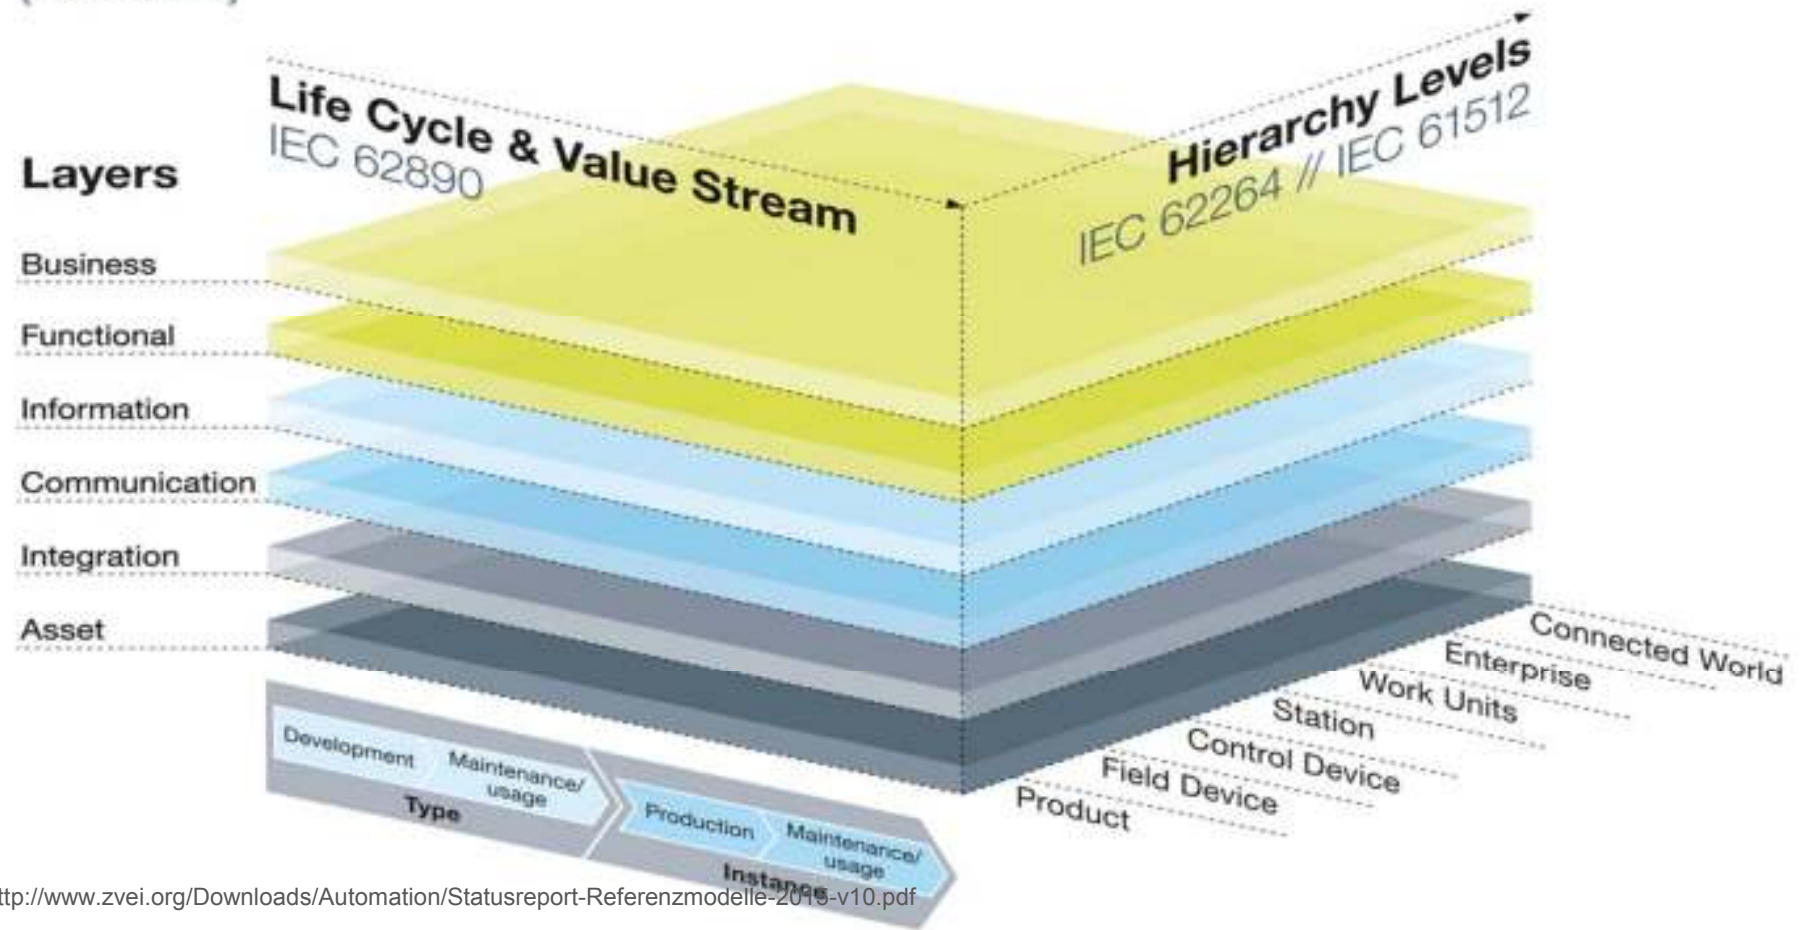 Life Cycle & Value Stream
IEC 62890
Hierarchy Levels
IEC 62264 // IEC 61512
Layers
Business
Functional
Information
Communication
Integration
Asset
Connected World
Enterprise
Work Units
Station
Control Device
Field Device
Product
Development
Maintenance/
usage
Type
Production
Maintenance/
usage
Instance
ttp://www.zvei.org/Downloads/Automation/Statusreport-Referenzmodelle-2015-v10.pdf